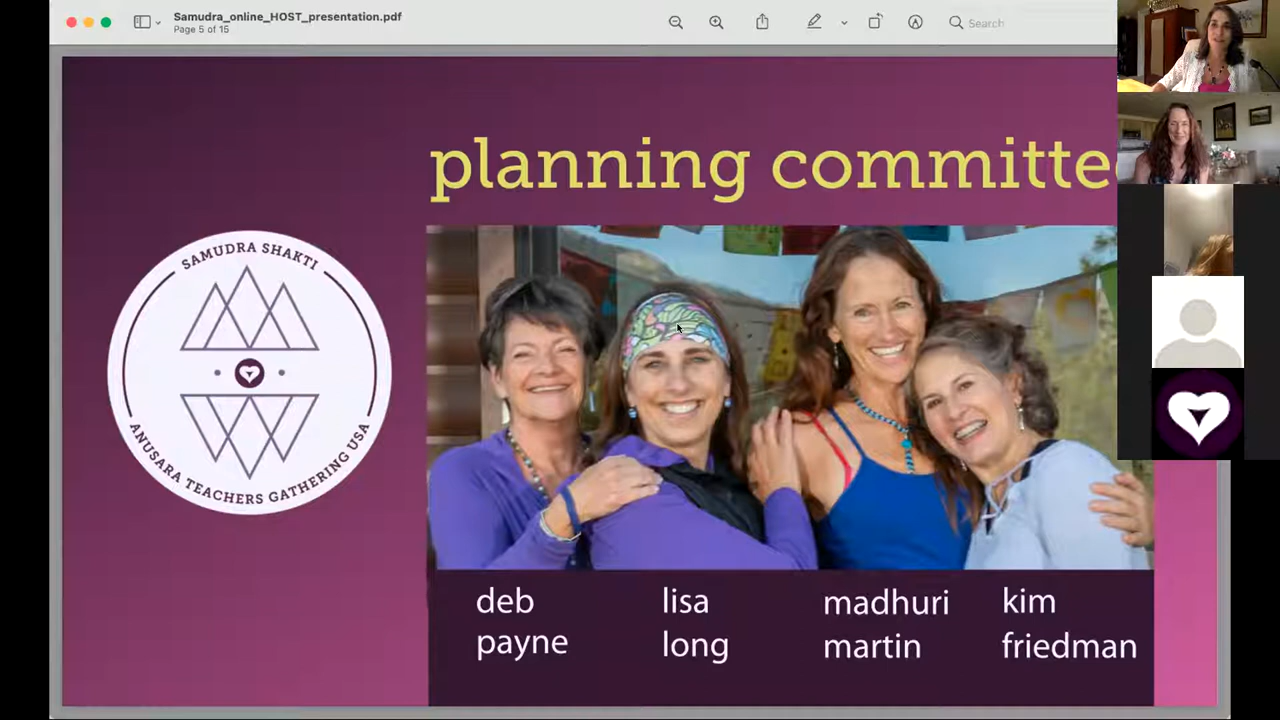 Samudra_online_HOST_presentation.pdf
Page 5 of 15
Search
planning committe
SAMUDRA SHAKTI
ANUSARA TEACHERS GATHERING USA
deb
payne
lisa
long
madhuri
martin
kim
friedman